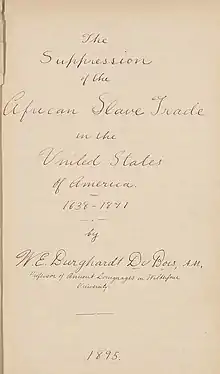 The
Suppression
of the
African Slave Trade
in the
United States
of America.
1638-1871
by
W. E. Burghardt Du Bois, A.M.,
Professor of Ancient Languages in Wilberforce
University
1895.